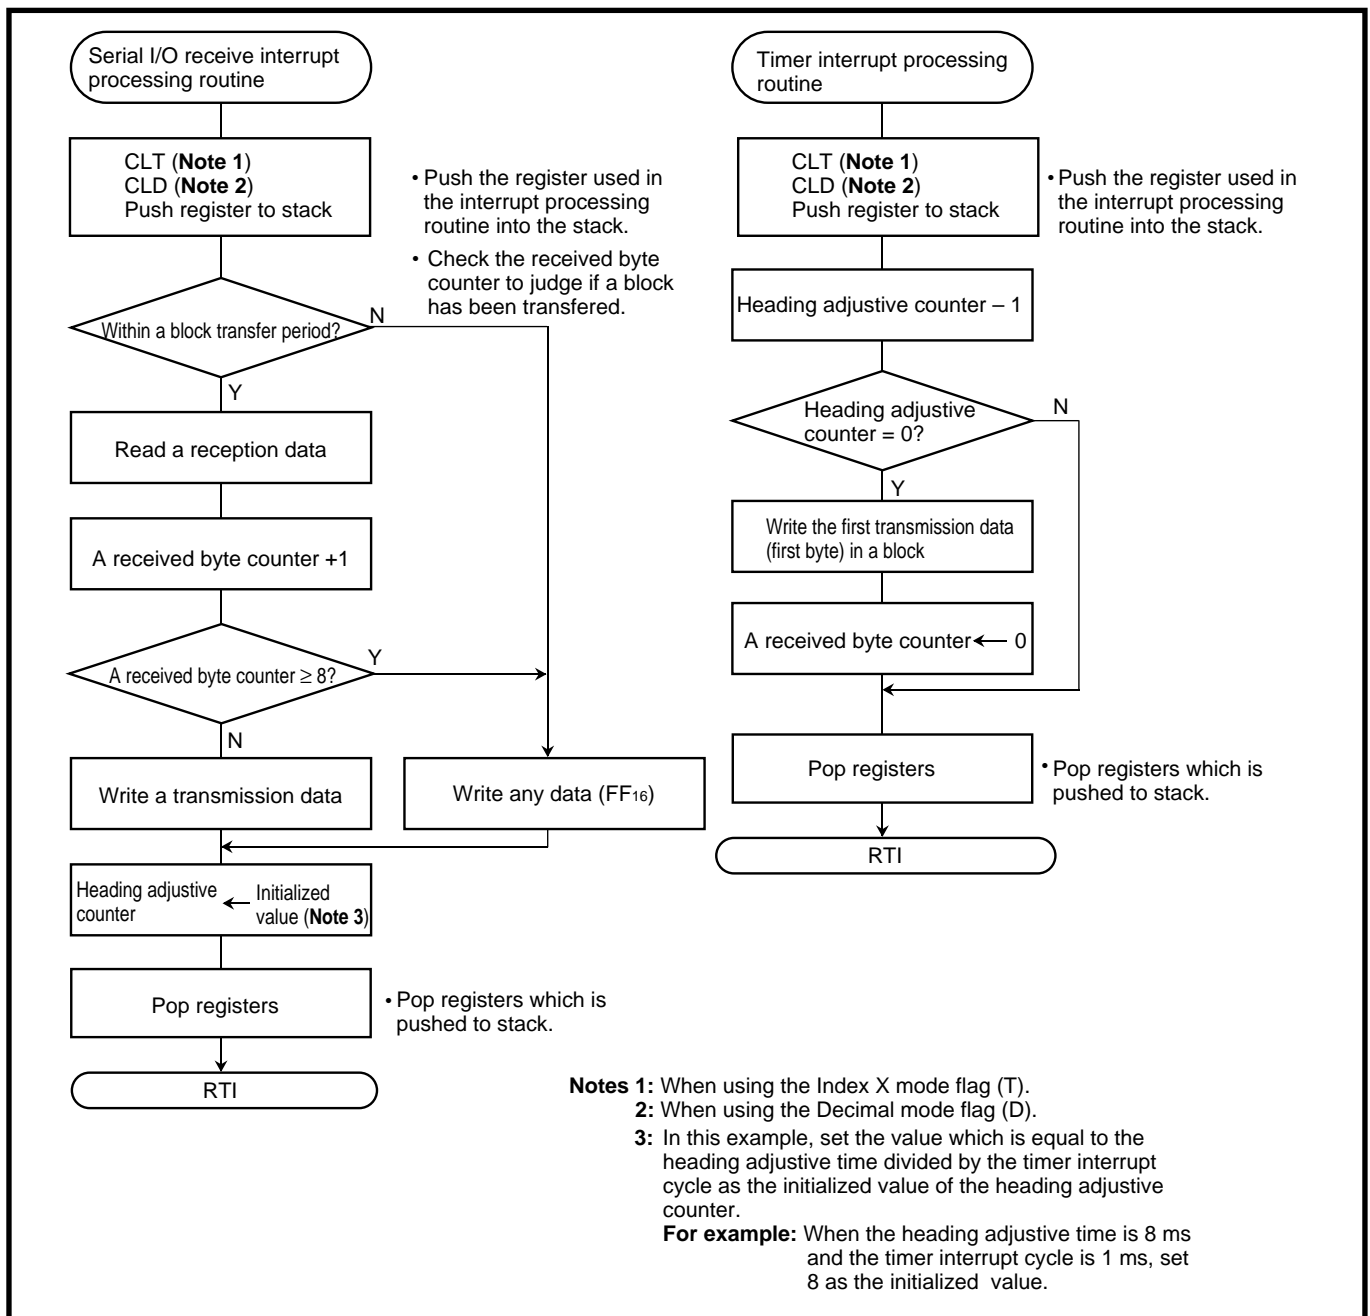 Serial I/O receive interrupt
processing routine
CLT (Note 1)
CLD (Note 2)
Push register to stack
• Push the register used in
the interrupt processing
routine into the stack.
• Check the received byte
counter to judge if a block
has been transfered.
Within a block transfer period?
N
Y
Read a reception data
A received byte counter +1
A received byte counter ≥ 8?
Y
N
Write a transmission data
Write any data (FF₁₆)
Heading adjustive
counter
← Initialized
value (Note 3)
Pop registers
• Pop registers which is
pushed to stack.
RTI
Timer interrupt processing
routine
CLT (Note 1)
CLD (Note 2)
Push register to stack
• Push the register used in
the interrupt processing
routine into the stack.
Heading adjustive counter – 1
Heading adjustive
counter = 0?
N
Y
Write the first transmission data
(first byte) in a block
A received byte counter ← 0
Pop registers
• Pop registers which is
pushed to stack.
RTI
Notes 1: When using the Index X mode flag (T).
2: When using the Decimal mode flag (D).
3: In this example, set the value which is equal to the
heading adjustive time divided by the timer interrupt
cycle as the initialized value of the heading adjustive
counter.
For example: When the heading adjustive time is 8 ms
and the timer interrupt cycle is 1 ms, set
8 as the initialized value.